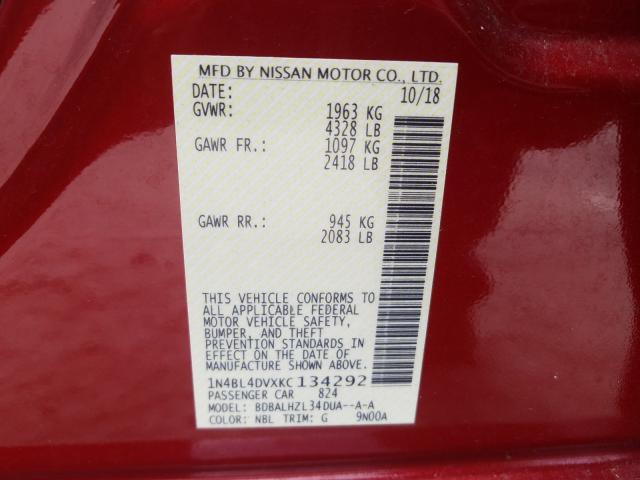 MFD BY NISSAN MOTOR CO., LTD.
DATE: 10/18
GVWR: 1963 KG
4328 LB
GAWR FR.: 1097 KG
2418 LB
GAWR RR.: 945 KG
2083 LB
THIS VEHICLE CONFORMS TO
ALL APPLICABLE FEDERAL
MOTOR VEHICLE SAFETY,
BUMPER, AND THEFT
PREVENTION STANDARDS IN
EFFECT ON THE DATE OF
MANUFACTURE SHOWN ABOVE.
1N4BL4DVXKC134292
PASSENGER CAR 824
MODEL: BDBALHZL34DUA--A-A
COLOR: NBL TRIM: G 9N00A